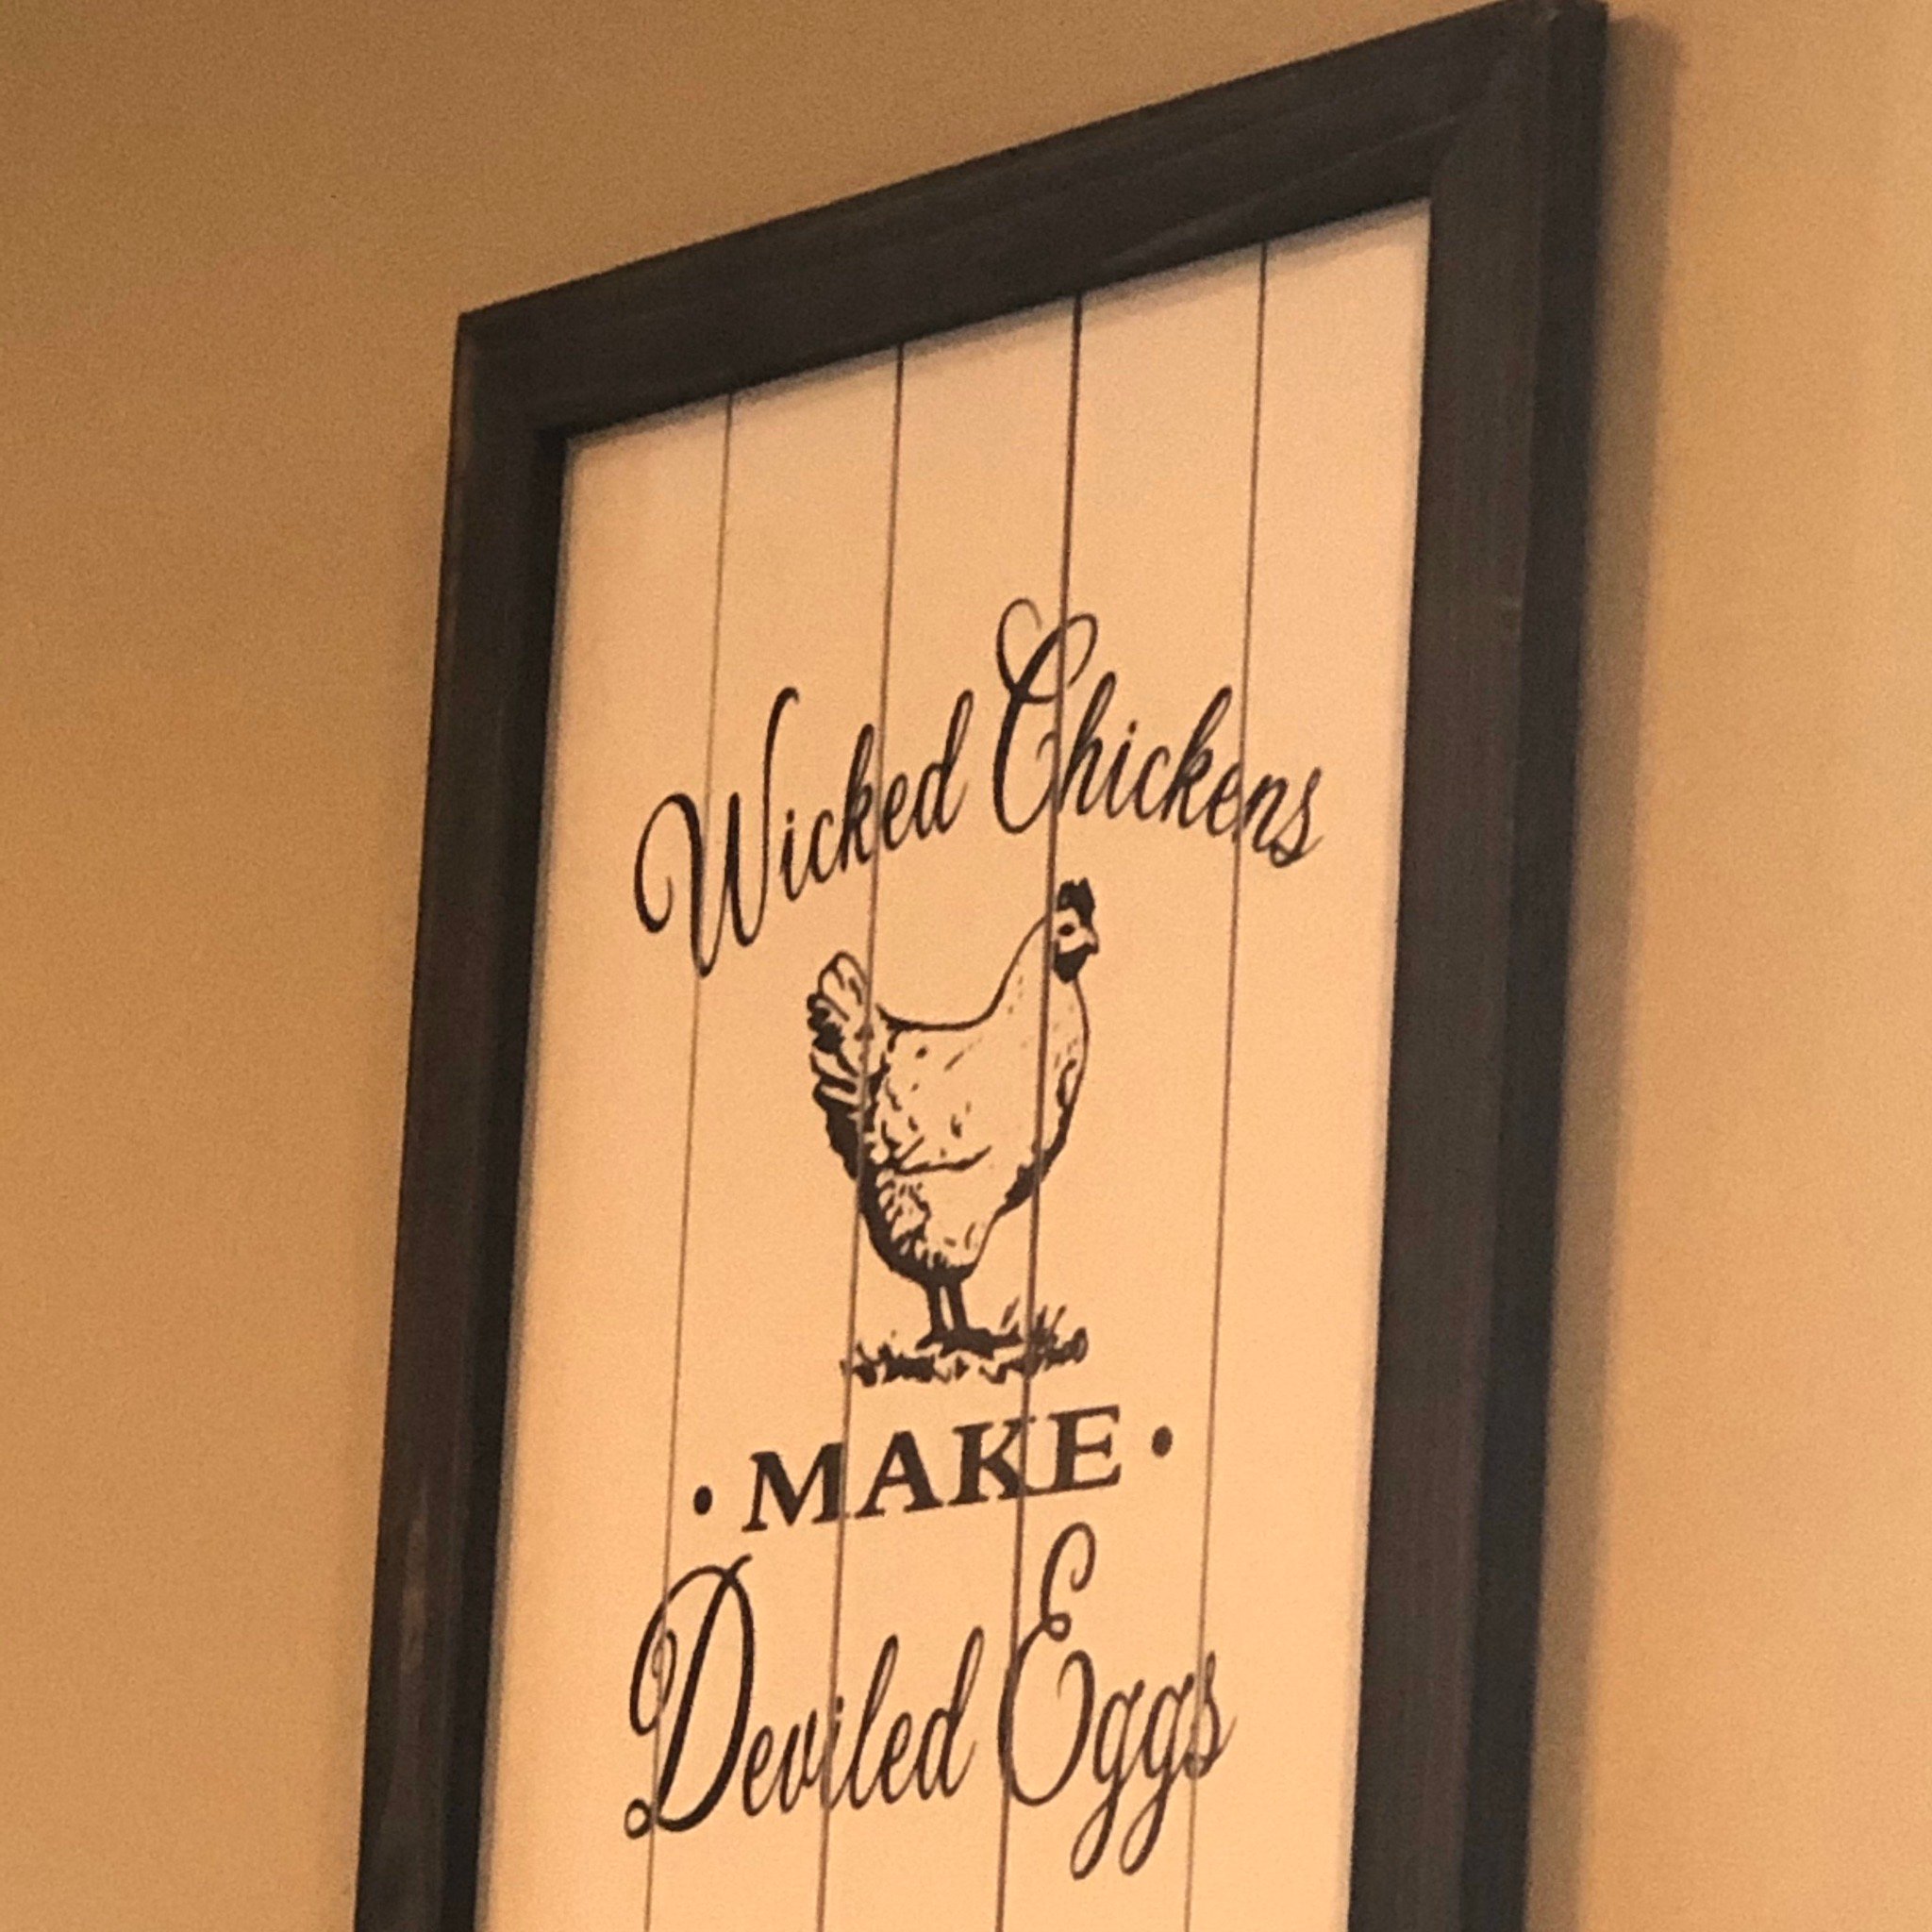 Wicked Chickens
• MAKE •
Deviled Eggs